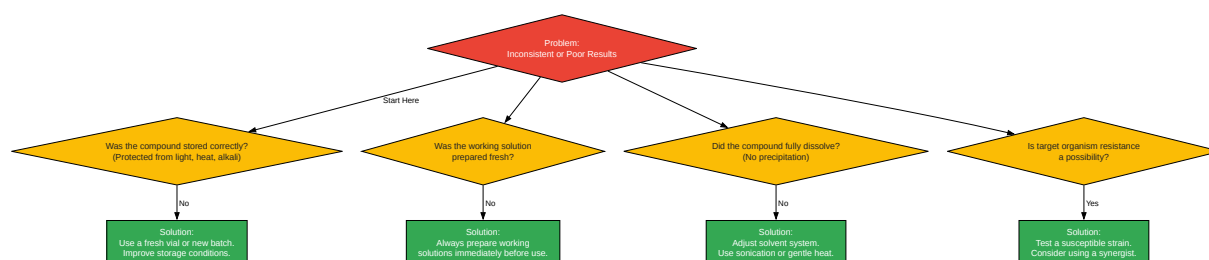 Problem:
Inconsistent or Poor Results
Start Here
Was the compound stored correctly?
(Protected from light, heat, alkali)
Was the working solution
prepared fresh?
Did the compound fully dissolve?
(No precipitation)
Is target organism resistance
a possibility?
No
No
No
Yes
Solution:
Use a fresh vial or new batch.
Improve storage conditions.
Solution:
Always prepare working
solutions immediately before use.
Solution:
Adjust solvent system.
Use sonication or gentle heat.
Solution:
Test a susceptible strain.
Consider using a synergist.